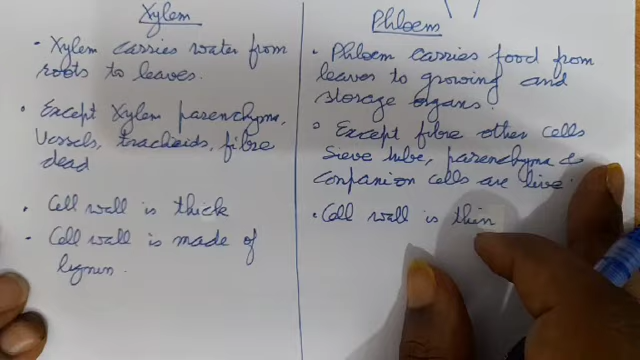 Xylem
• Xylem carries water from
roots to leaves.
• Except Xylem parenchyma,
Vessels, tracheids, fibre
dead
• Cell wall is thick
• Cell wall is made of
lignin.
Phloem
• Phloem carries food from
leaves to growing and
storage organs.
• Except fibre other cells
Sieve tube, parenchyma &
companion cells are live.
• Cell wall is thin